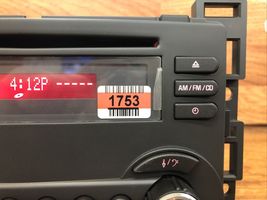 4:12P ------
1753
AM/FM/CD